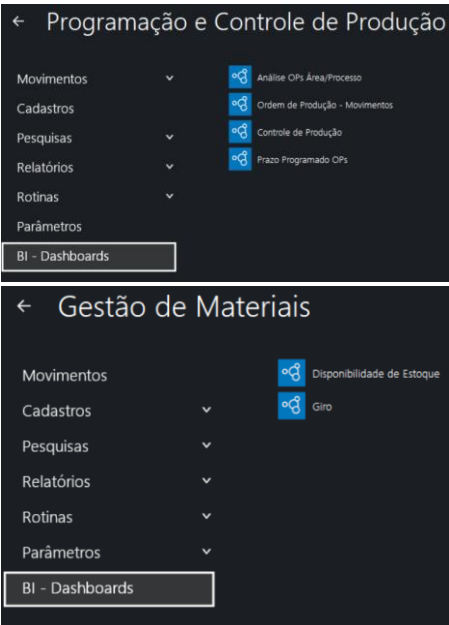 ← Programação e Controle de Produção
Movimentos
Cadastros
Pesquisas
Relatórios
Rotinas
Parâmetros
BI - Dashboards
Análise OPs Área/Processo
Ordem de Produção - Movimentos
Controle de Produção
Prazo Programado OPs
← Gestão de Materiais
Movimentos
Cadastros
Pesquisas
Relatórios
Rotinas
Parâmetros
BI - Dashboards
Disponibilidade de Estoque
Giro